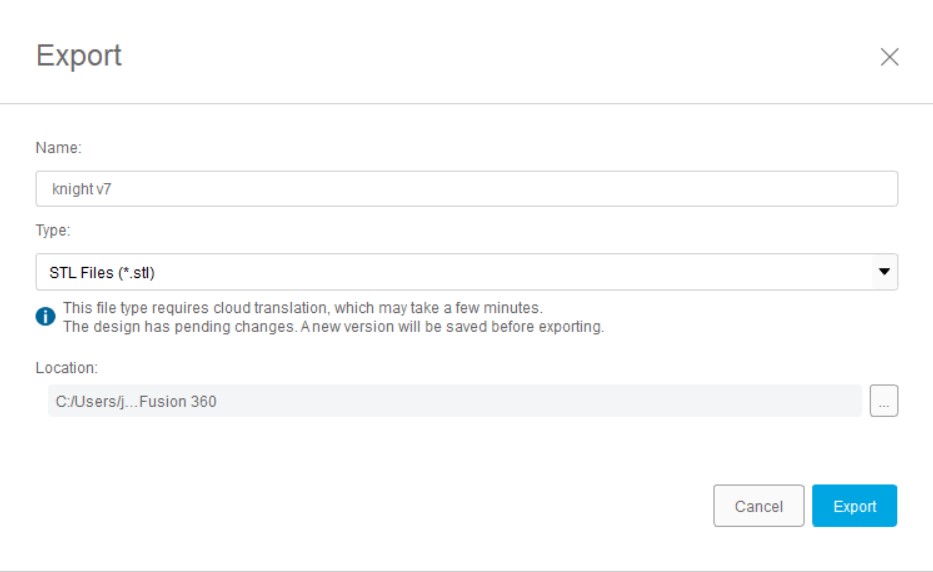 Export
Name:
knight v7
Type:
STL Files (*.stl)
This file type requires cloud translation, which may take a few minutes.
The design has pending changes. A new version will be saved before exporting.
Location:
C:/Users/j...Fusion 360
...
Cancel
Export